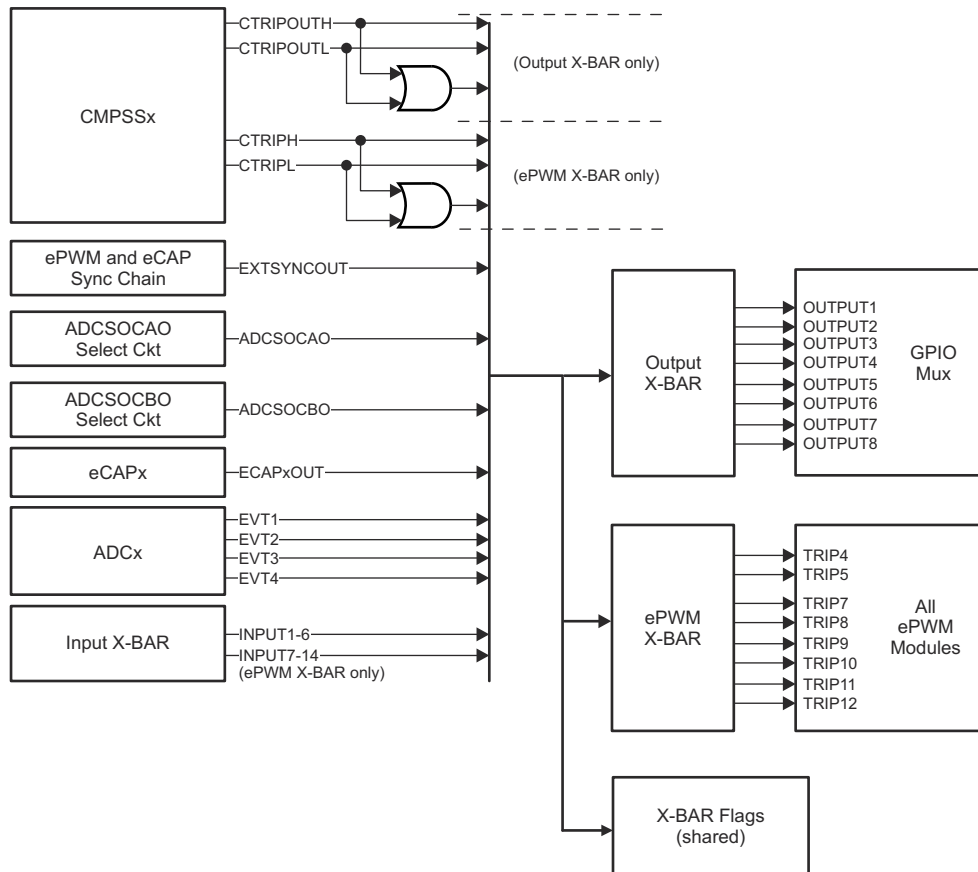 CMPSSx
CTRIPOUTH
CTRIPOUTL
(Output X-BAR only)
CTRIPH
CTRIPL
(ePWM X-BAR only)
ePWM and eCAP
Sync Chain
EXTSYNCOUT
ADCSOCAO
Select Ckt
ADCSOCAO
ADCSOCBO
Select Ckt
ADCSOCBO
eCAPx
ECAPxOUT
ADCx
EVT1
EVT2
EVT3
EVT4
Input X-BAR
INPUT1-6
INPUT7-14
(ePWM X-BAR only)
Output
X-BAR
OUTPUT1
OUTPUT2
OUTPUT3
OUTPUT4
OUTPUT5
OUTPUT6
OUTPUT7
OUTPUT8
GPIO
Mux
ePWM
X-BAR
TRIP4
TRIP5
TRIP7
TRIP8
TRIP9
TRIP10
TRIP11
TRIP12
All
ePWM
Modules
X-BAR Flags
(shared)